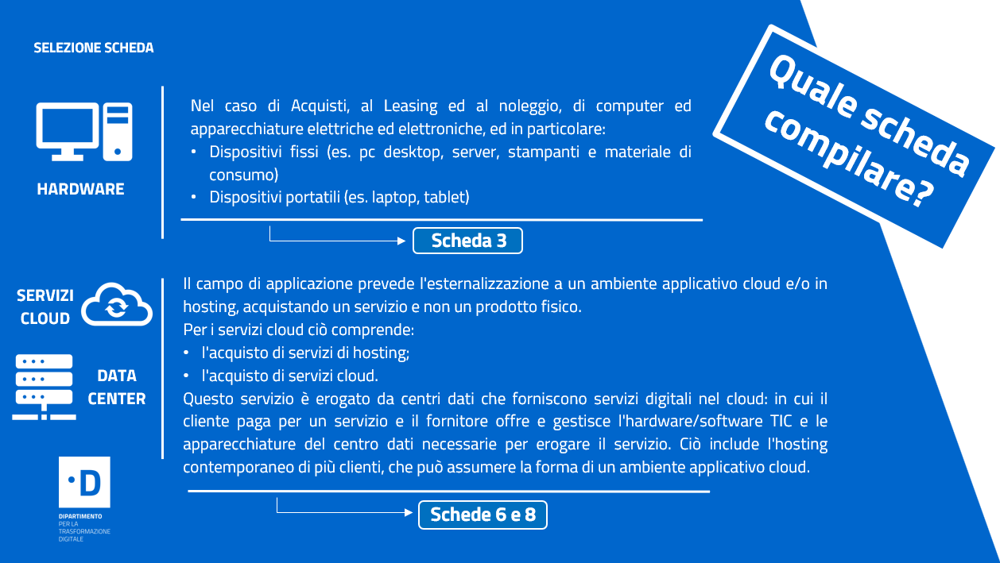 SELEZIONE SCHEDA
Quale scheda
compilare?
HARDWARE
Nel caso di Acquisti, al Leasing ed al noleggio, di computer ed
apparecchiature elettriche ed elettroniche, ed in particolare:
• Dispositivi fissi (es. pc desktop, server, stampanti e materiale di
consumo)
• Dispositivi portatili (es. laptop, tablet)
Scheda 3
SERVIZI
CLOUD
DATA
CENTER
Il campo di applicazione prevede l'esternalizzazione a un ambiente applicativo cloud e/o in
hosting, acquistando un servizio e non un prodotto fisico.
Per i servizi cloud ciò comprende:
• l'acquisto di servizi di hosting;
• l'acquisto di servizi cloud.
Questo servizio è erogato da centri dati che forniscono servizi digitali nel cloud: in cui il
cliente paga per un servizio e il fornitore offre e gestisce l'hardware/software TIC e le
apparecchiature del centro dati necessarie per erogare il servizio. Ciò include l'hosting
contemporaneo di più clienti, che può assumere la forma di un ambiente applicativo cloud.
Schede 6 e 8
·D
DIPARTIMENTO
PER LA
TRASFORMAZIONE
DIGITALE